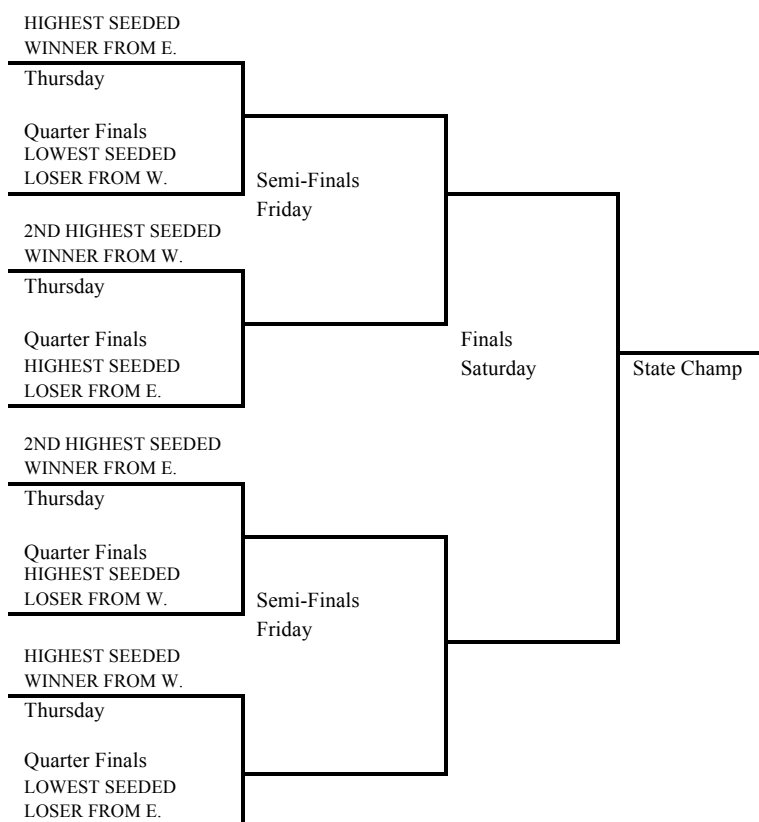 HIGHEST SEEDED
WINNER FROM E.
Thursday
Quarter Finals
LOWEST SEEDED
LOSER FROM W.
Semi-Finals
Friday
2ND HIGHEST SEEDED
WINNER FROM W.
Thursday
Quarter Finals
HIGHEST SEEDED
LOSER FROM E.
Finals
Saturday
State Champ
2ND HIGHEST SEEDED
WINNER FROM E.
Thursday
Quarter Finals
HIGHEST SEEDED
LOSER FROM W.
Semi-Finals
Friday
HIGHEST SEEDED
WINNER FROM W.
Thursday
Quarter Finals
LOWEST SEEDED
LOSER FROM E.